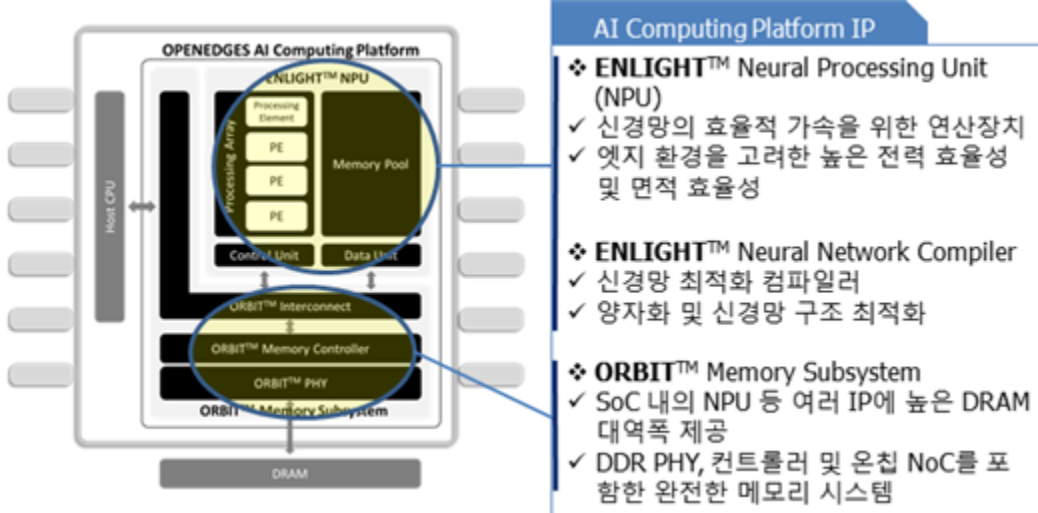 OPENEDGES AI Computing Platform
ENLIGHT™ NPU
Processing Array
Processing
Element
PE
PE
PE
Memory Pool
Control Unit
Data Unit
Host CPU
ORBIT™ Interconnect
ORBIT™ Memory Controller
ORBIT™ PHY
ORBIT™ Memory Subsystem
DRAM
AI Computing Platform IP
❖ ENLIGHT™ Neural Processing Unit
(NPU)
✓ 신경망의 효율적 가속을 위한 연산장치
✓ 엣지 환경을 고려한 높은 전력 효율성
및 면적 효율성
❖ ENLIGHT™ Neural Network Compiler
✓ 신경망 최적화 컴파일러
✓ 양자화 및 신경망 구조 최적화
❖ ORBIT™ Memory Subsystem
✓ SoC 내의 NPU 등 여러 IP에 높은 DRAM
대역폭 제공
✓ DDR PHY, 컨트롤러 및 온칩 NoC를 포
함한 완전한 메모리 시스템